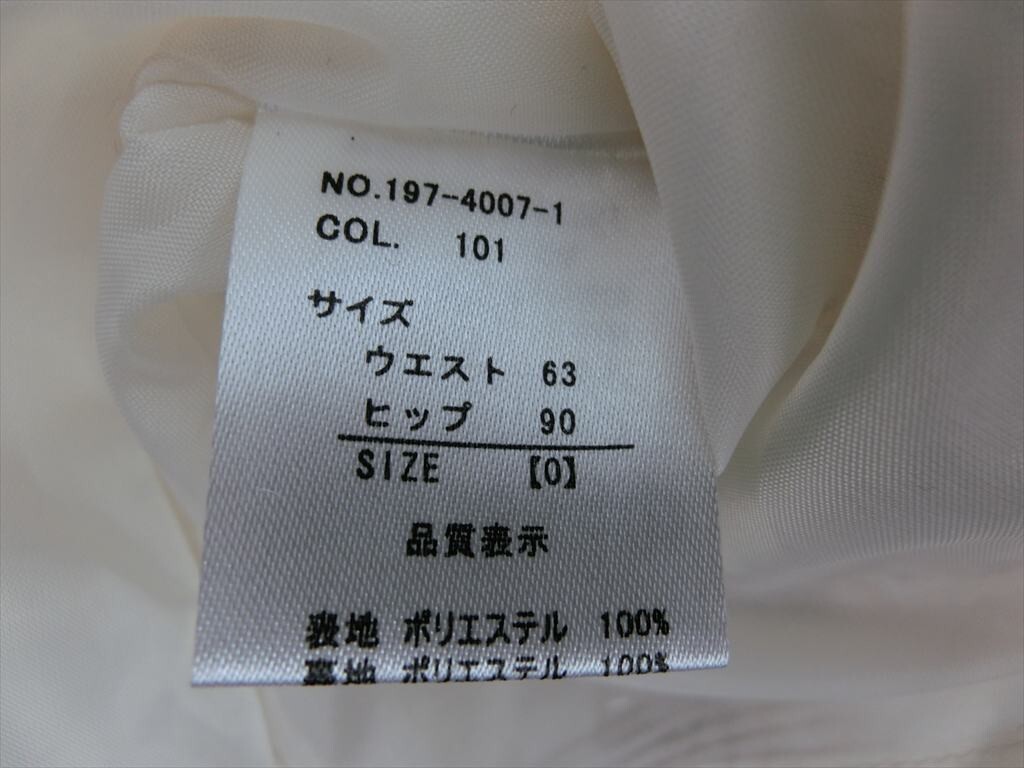 NO.197-4007-1
COL. 101
サイズ
ウエスト 63
ヒップ 90
SIZE 【0】
品質表示
表地 ポリエステル 100%
裏地 ポリエステル 100%